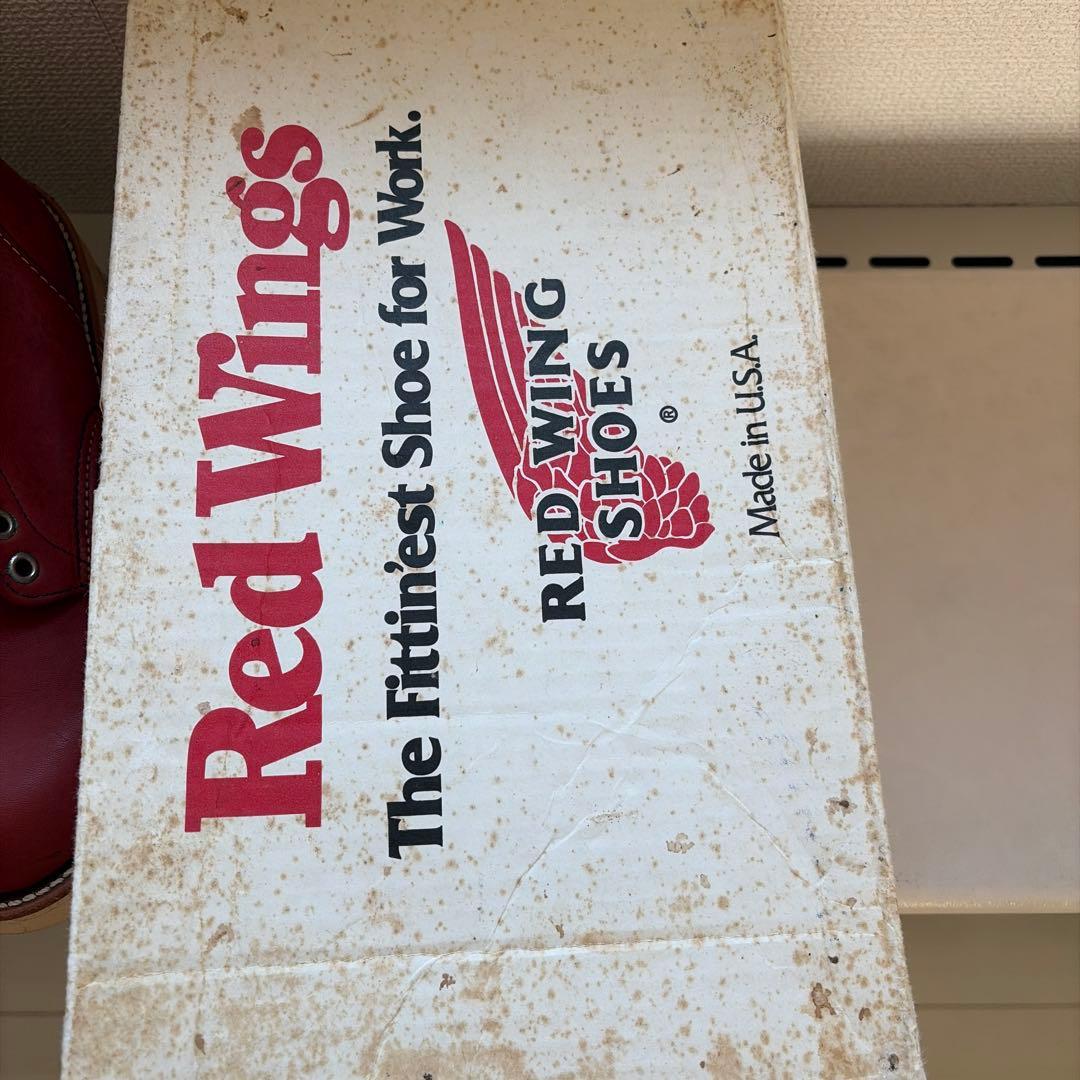 Red Wings
The Fittin'est Shoe for Work.
RED WING
SHOES
®
Made in U.S.A.